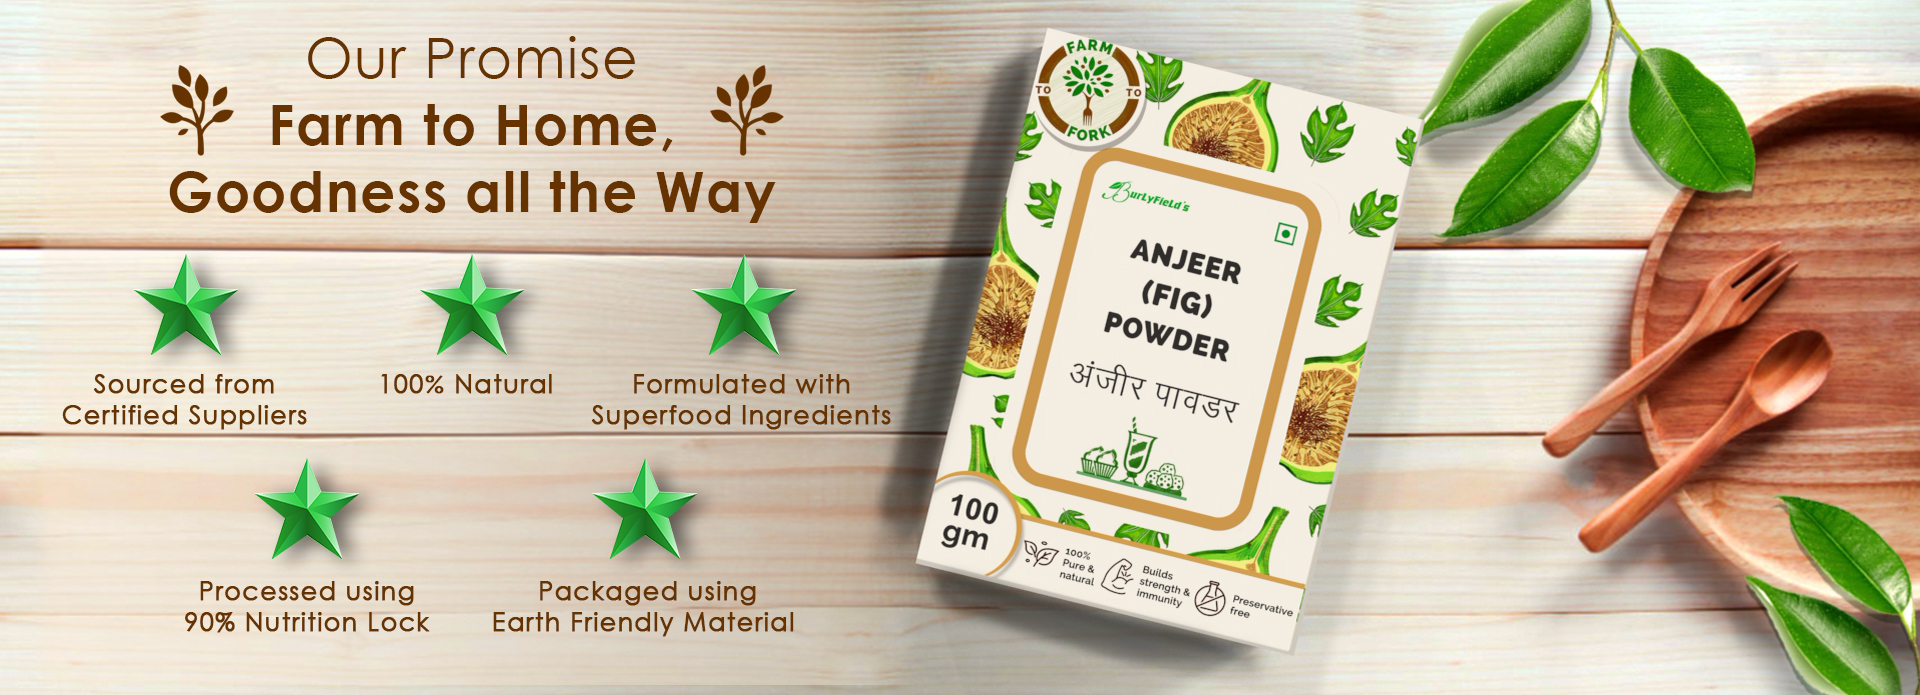 Our Promise
Farm to Home,
Goodness all the Way
Sourced from
Certified Suppliers
100% Natural
Formulated with
Superfood Ingredients
Processed using
90% Nutrition Lock
Packaged using
Earth Friendly Material
FARM
TO
TO
FORK
BurLyFieLd's
ANJEER
(FIG)
POWDER
अंजीर पावडर
100
gm
100%
Pure &
natural
Builds
strength &
immunity
Preservative
free